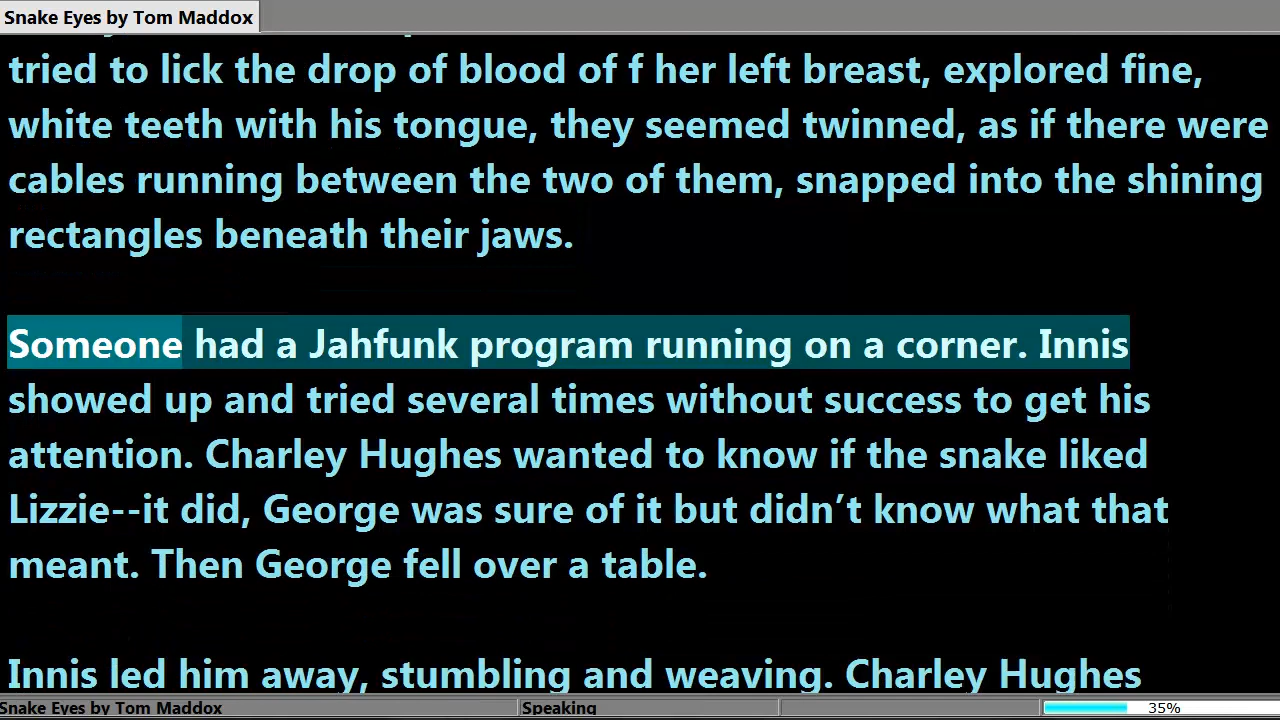 Snake Eyes by Tom Maddox
tried to lick the drop of blood of f her left breast, explored fine,
white teeth with his tongue, they seemed twinned, as if there were
cables running between the two of them, snapped into the shining
rectangles beneath their jaws.
Someone had a Jahfunk program running on a corner. Innis
showed up and tried several times without success to get his
attention. Charley Hughes wanted to know if the snake liked
Lizzie--it did, George was sure of it but didn’t know what that
meant. Then George fell over a table.
Innis led him away, stumbling and weaving. Charley Hughes
Snake Eyes by Tom Maddox Speaking 35%